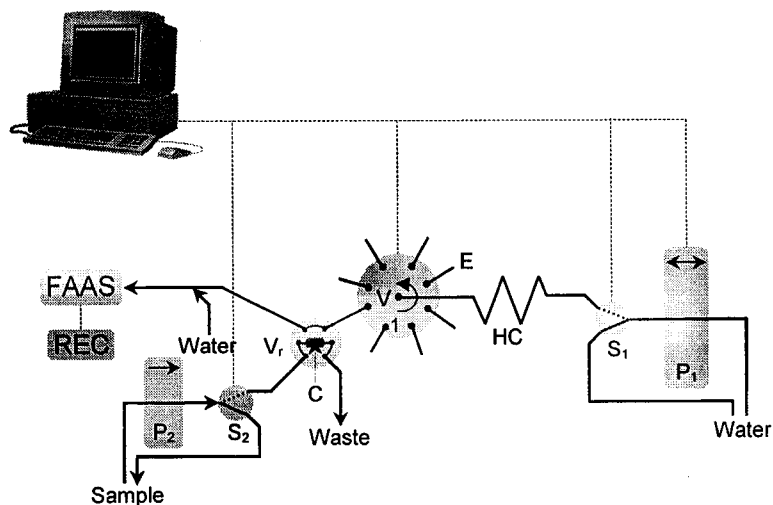 E
FAAS
V
1
HC
S₁
P₁
REC
Water
Vᵣ
C
P₂
S₂
Waste
Water
Sample